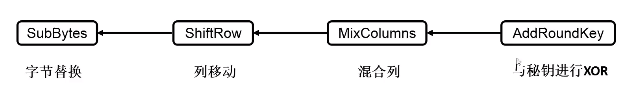 SubBytes ShiftRow MixColumns AddRoundKey
字节替换 列移动 混合列 与秘钥进行XOR